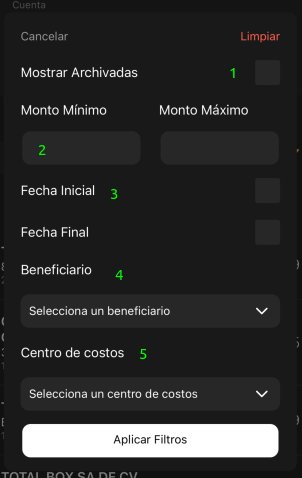 Cuenta
Cancelar Limpiar
Mostrar Archivadas 1
Monto Mínimo Monto Máximo
2
Fecha Inicial 3
Fecha Final
Beneficiario 4
Selecciona un beneficiario
Centro de costos 5
Selecciona un centro de costos
Aplicar Filtros
TOTAL BOX SA DE CV